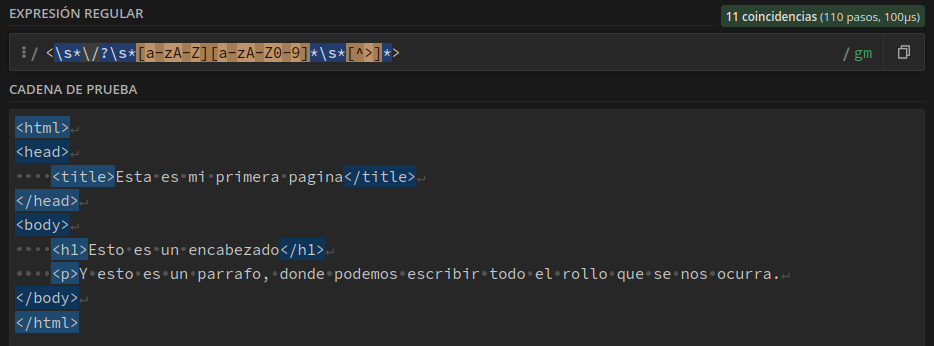 EXPRESIÓN REGULAR
11 coincidencias (110 pasos, 100µs)
/ <\s*\/?\s*[a-zA-Z][a-zA-Z0-9]*\s*[^>]*> / gm
CADENA DE PRUEBA
<html>↵
<head>↵
····<title>Esta·es·mi·primera·pagina</title>↵
</head>↵
<body>↵
····<h1>Esto·es·un·encabezado</h1>↵
····<p>Y·esto·es·un·parrafo,·donde·podemos·escribir·todo·el·rollo·que·se·nos·ocurra.↵
</body>↵
</html>